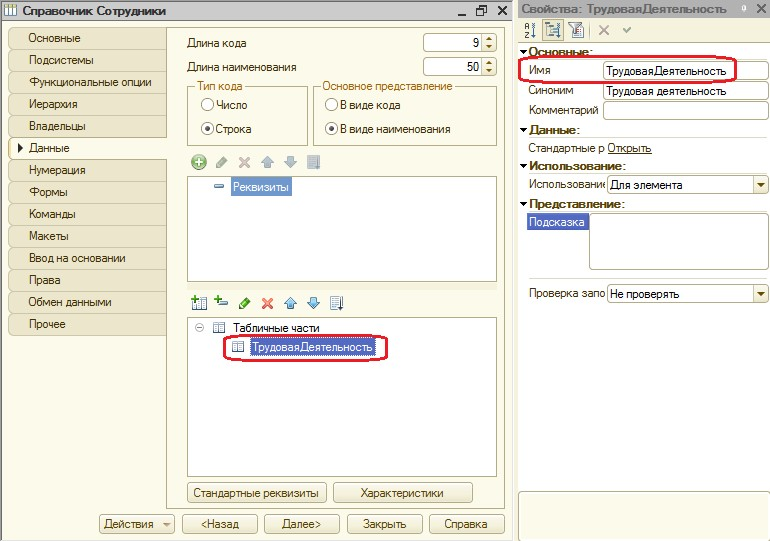 Справочник Сотрудники
Основные
Подсистемы
Функциональные опции
Иерархия
Владельцы
Данные
Нумерация
Формы
Команды
Макеты
Ввод на основании
Права
Обмен данными
Прочее
Длина кода 9
Длина наименования 50
Тип кода
Число
Строка
Основное представление
В виде кода
В виде наименования
Реквизиты
Табличные части
ТрудоваяДеятельность
Стандартные реквизиты Характеристики
Действия <Назад Далее> Закрыть Справка
Свойства: ТрудоваяДеятельность
Основные:
Имя ТрудоваяДеятельность
Синоним Трудовая деятельность
Комментарий
Данные:
Стандартные р Открыть
Использование:
Использование Для элемента
Представление:
Подсказка
Проверка запо Не проверять